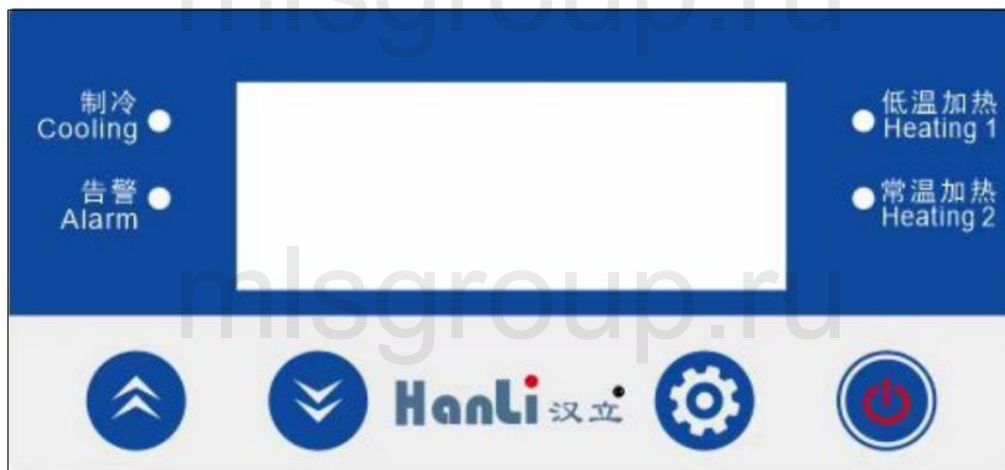 mlsgroup.ru
制冷
Cooling
告警
Alarm
低温加热
Heating 1
常温加热
Heating 2
mlsgroup.ru
HanLi 汉立